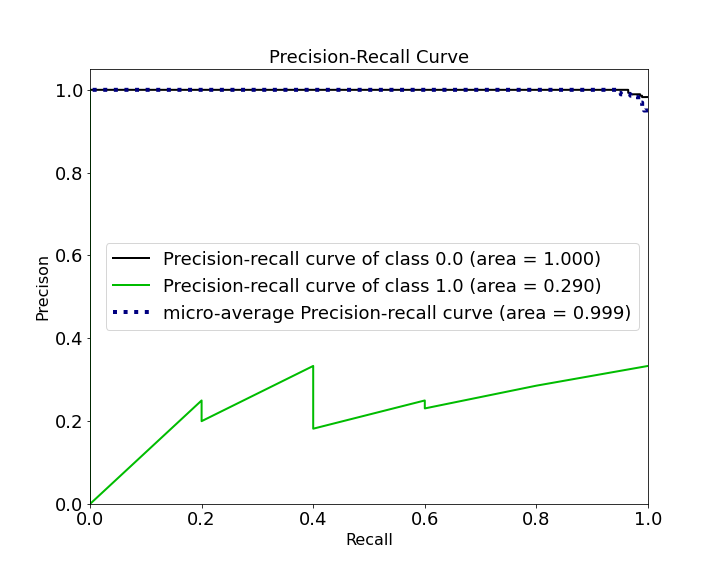 Precision-Recall Curve
1.0
0.8
0.6
0.4
0.2
0.0
Precison
Precision-recall curve of class 0.0 (area = 1.000)
Precision-recall curve of class 1.0 (area = 0.290)
micro-average Precision-recall curve (area = 0.999)
0.0 0.2 0.4 0.6 0.8 1.0
Recall